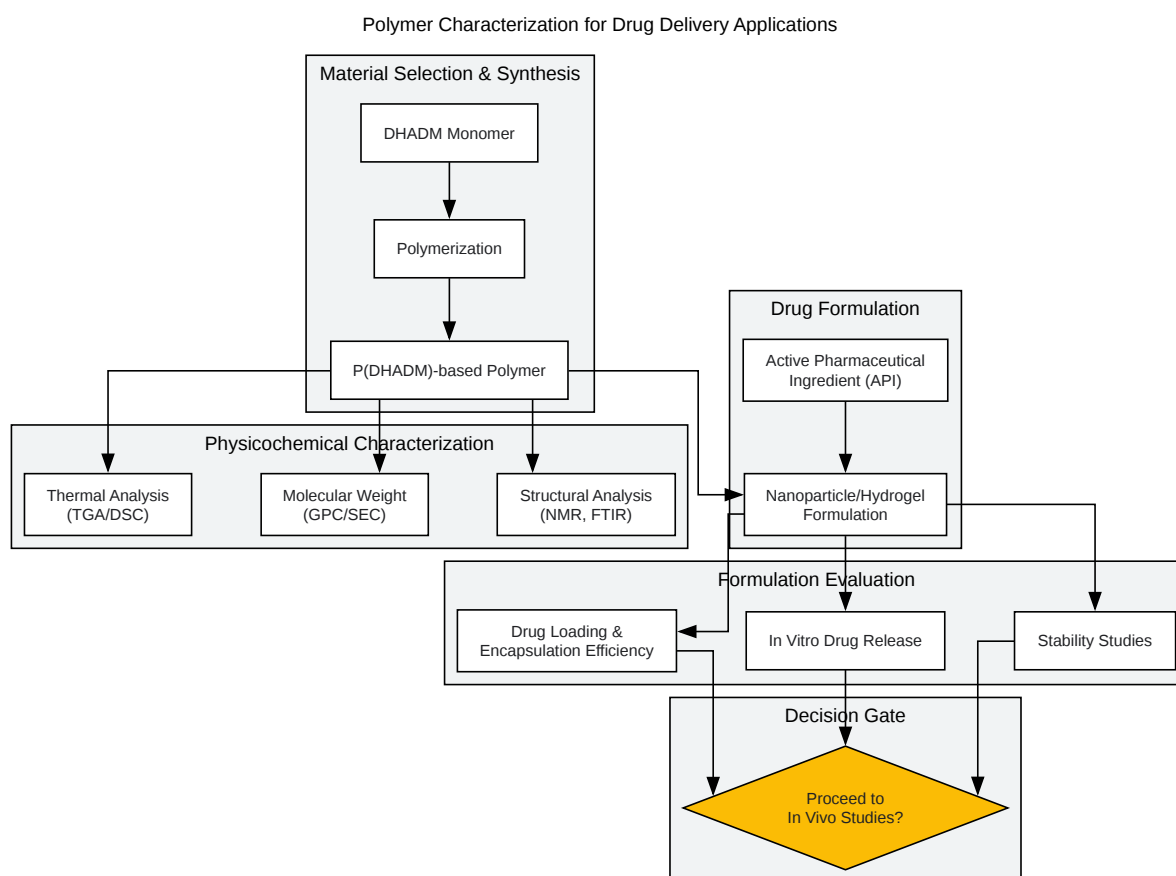 Polymer Characterization for Drug Delivery Applications
Material Selection & Synthesis
DHADM Monomer
Polymerization
P(DHADM)-based Polymer
Drug Formulation
Active Pharmaceutical
Ingredient (API)
Nanoparticle/Hydrogel
Formulation
Physicochemical Characterization
Thermal Analysis
(TGA/DSC)
Molecular Weight
(GPC/SEC)
Structural Analysis
(NMR, FTIR)
Formulation Evaluation
Drug Loading &
Encapsulation Efficiency
In Vitro Drug Release
Stability Studies
Decision Gate
Proceed to
In Vivo Studies?